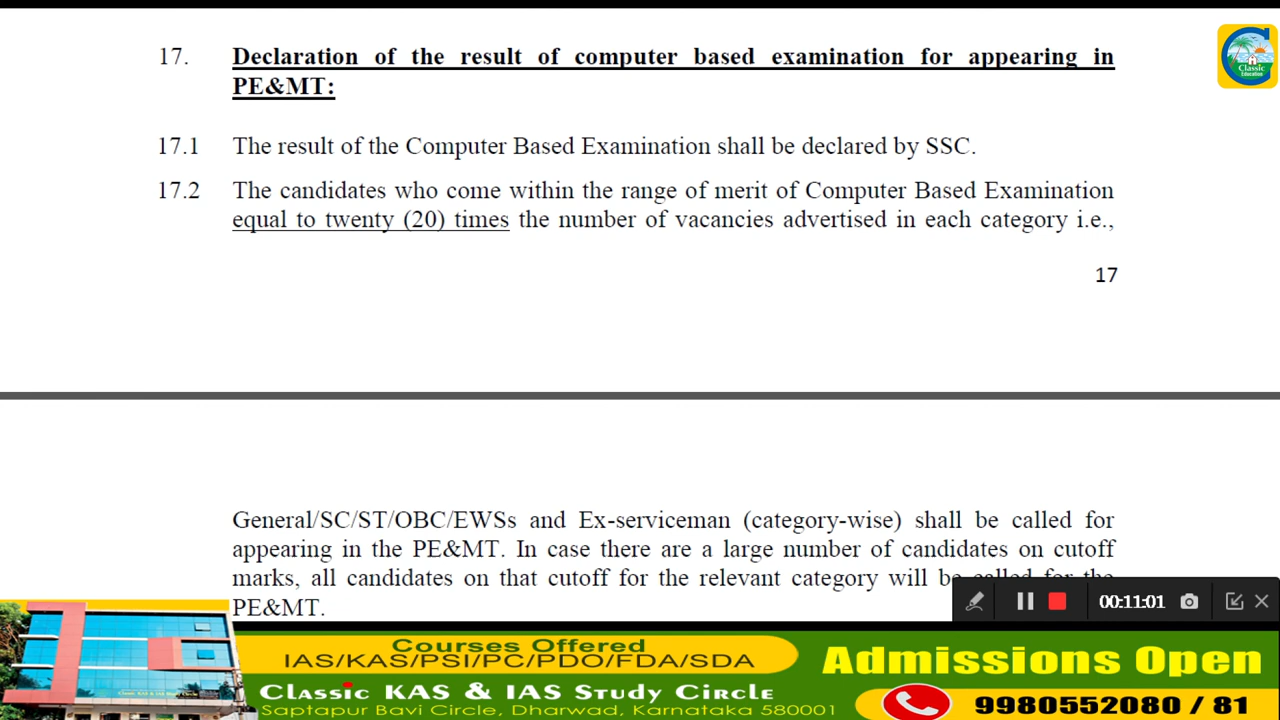 17. Declaration of the result of computer based examination for appearing in
PE&MT:
17.1 The result of the Computer Based Examination shall be declared by SSC.
17.2 The candidates who come within the range of merit of Computer Based Examination
equal to twenty (20) times the number of vacancies advertised in each category i.e.,
17
General/SC/ST/OBC/EWSs and Ex-serviceman (category-wise) shall be called for
appearing in the PE&MT. In case there are a large number of candidates on cutoff
marks, all candidates on that cutoff for the relevant category will be called for the
PE&MT.
Classic
Education
00:11:01
Courses Offered
IAS/KAS/PSI/PC/PDO/FDA/SDA
Classic KAS & IAS Study Circle
Saptapur Bavi Circle, Dharwad, Karnataka 580001
Admissions Open
9980552080 / 81